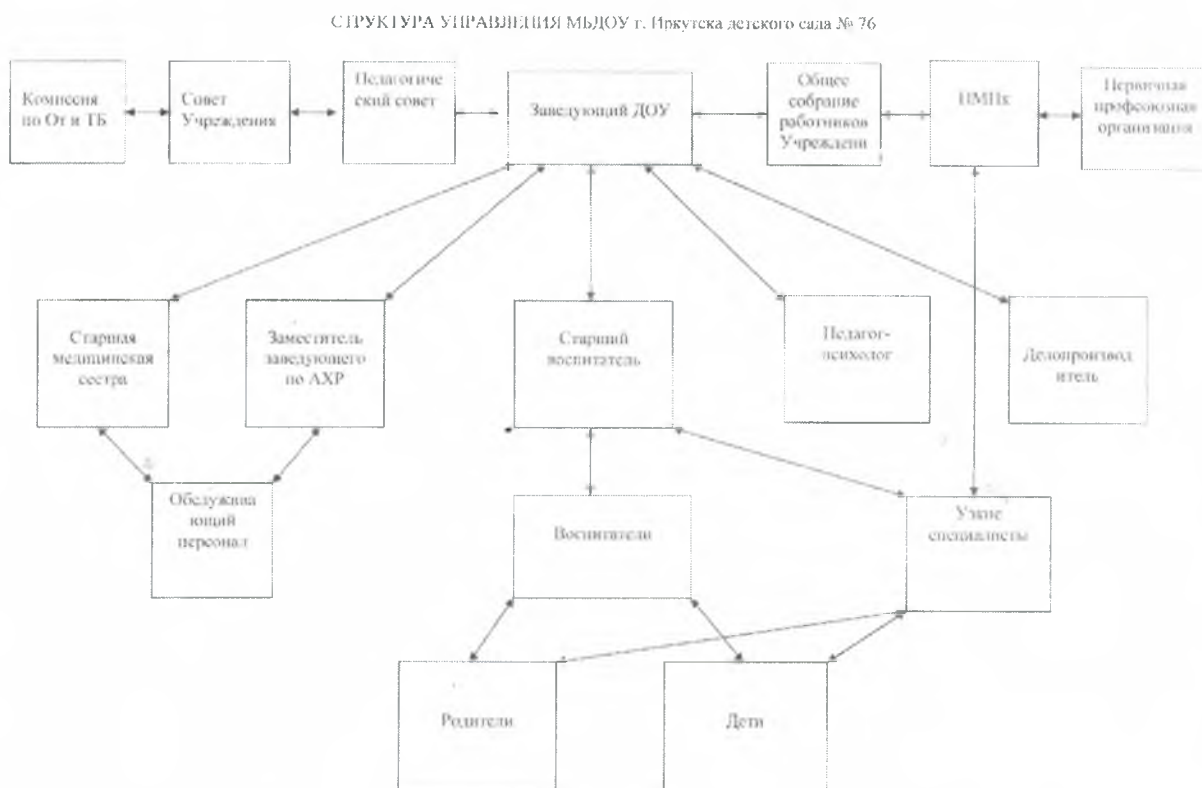 СТРУКТУРА УПРАВЛЕНИЯ МБДОУ г. Иркутска детского сада № 76
Комиссия
по От и ТБ
Совет
Учреждения
Педагогиче
ский совет
Заведующий ДОУ
Общее
собрание
работников
Учреждени
ПМПк
Первичная
профсоюзная
организация
Старшая
медицинская
сестра
Заместитель
заведующего
по АХР
Старший
воспитатель
Педагог-
психолог
Делопроизвод
итель
Обслужива
ющий
персонал
Воспитатели
Узкие
специалисты
Родители
Дети